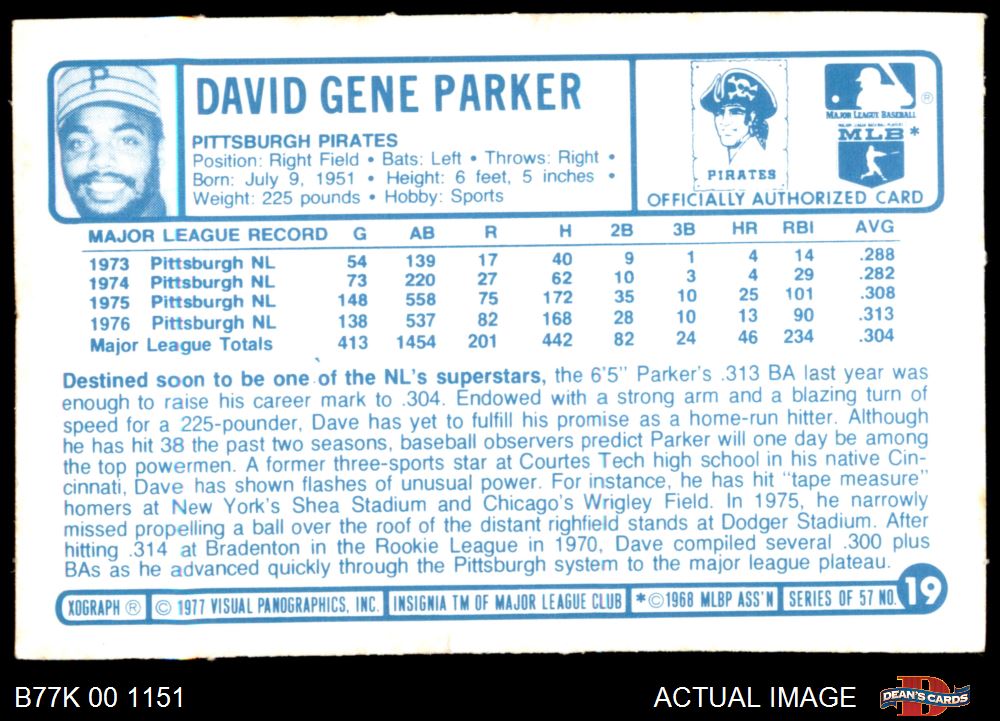 P
DAVID GENE PARKER
PITTSBURGH PIRATES
Position: Right Field • Bats: Left • Throws: Right •
Born: July 9, 1951 • Height: 6 feet, 5 inches •
Weight: 225 pounds • Hobby: Sports
PIRATES
MAJOR LEAGUE BASEBALL ®
MLB *
OFFICIALLY AUTHORIZED CARD
MAJOR LEAGUE RECORD G AB R H 2B 3B HR RBI AVG
1973 Pittsburgh NL 54 139 17 40 9 1 4 14 .288
1974 Pittsburgh NL 73 220 27 62 10 3 4 29 .282
1975 Pittsburgh NL 148 558 75 172 35 10 25 101 .308
1976 Pittsburgh NL 138 537 82 168 28 10 13 90 .313
Major League Totals 413 1454 201 442 82 24 46 234 .304
Destined soon to be one of the NL's superstars, the 6'5" Parker's .313 BA last year was
enough to raise his career mark to .304. Endowed with a strong arm and a blazing turn of
speed for a 225-pounder, Dave has yet to fulfill his promise as a home-run hitter. Although
he has hit 38 the past two seasons, baseball observers predict Parker will one day be among
the top powermen. A former three-sports star at Courtes Tech high school in his native Cin-
cinnati, Dave has shown flashes of unusual power. For instance, he has hit "tape measure"
homers at New York's Shea Stadium and Chicago's Wrigley Field. In 1975, he narrowly
missed propelling a ball over the roof of the distant righfield stands at Dodger Stadium. After
hitting .314 at Bradenton in the Rookie League in 1970, Dave compiled several .300 plus
BAs as he advanced quickly through the Pittsburgh system to the major league plateau.
XOGRAPH ® © 1977 VISUAL PANOGRAPHICS, INC. INSIGNIA TM OF MAJOR LEAGUE CLUB *©1968 MLBP ASS'N SERIES OF 57 NO. 19
B77K 00 1151 ACTUAL IMAGE DEAN'S CARDS